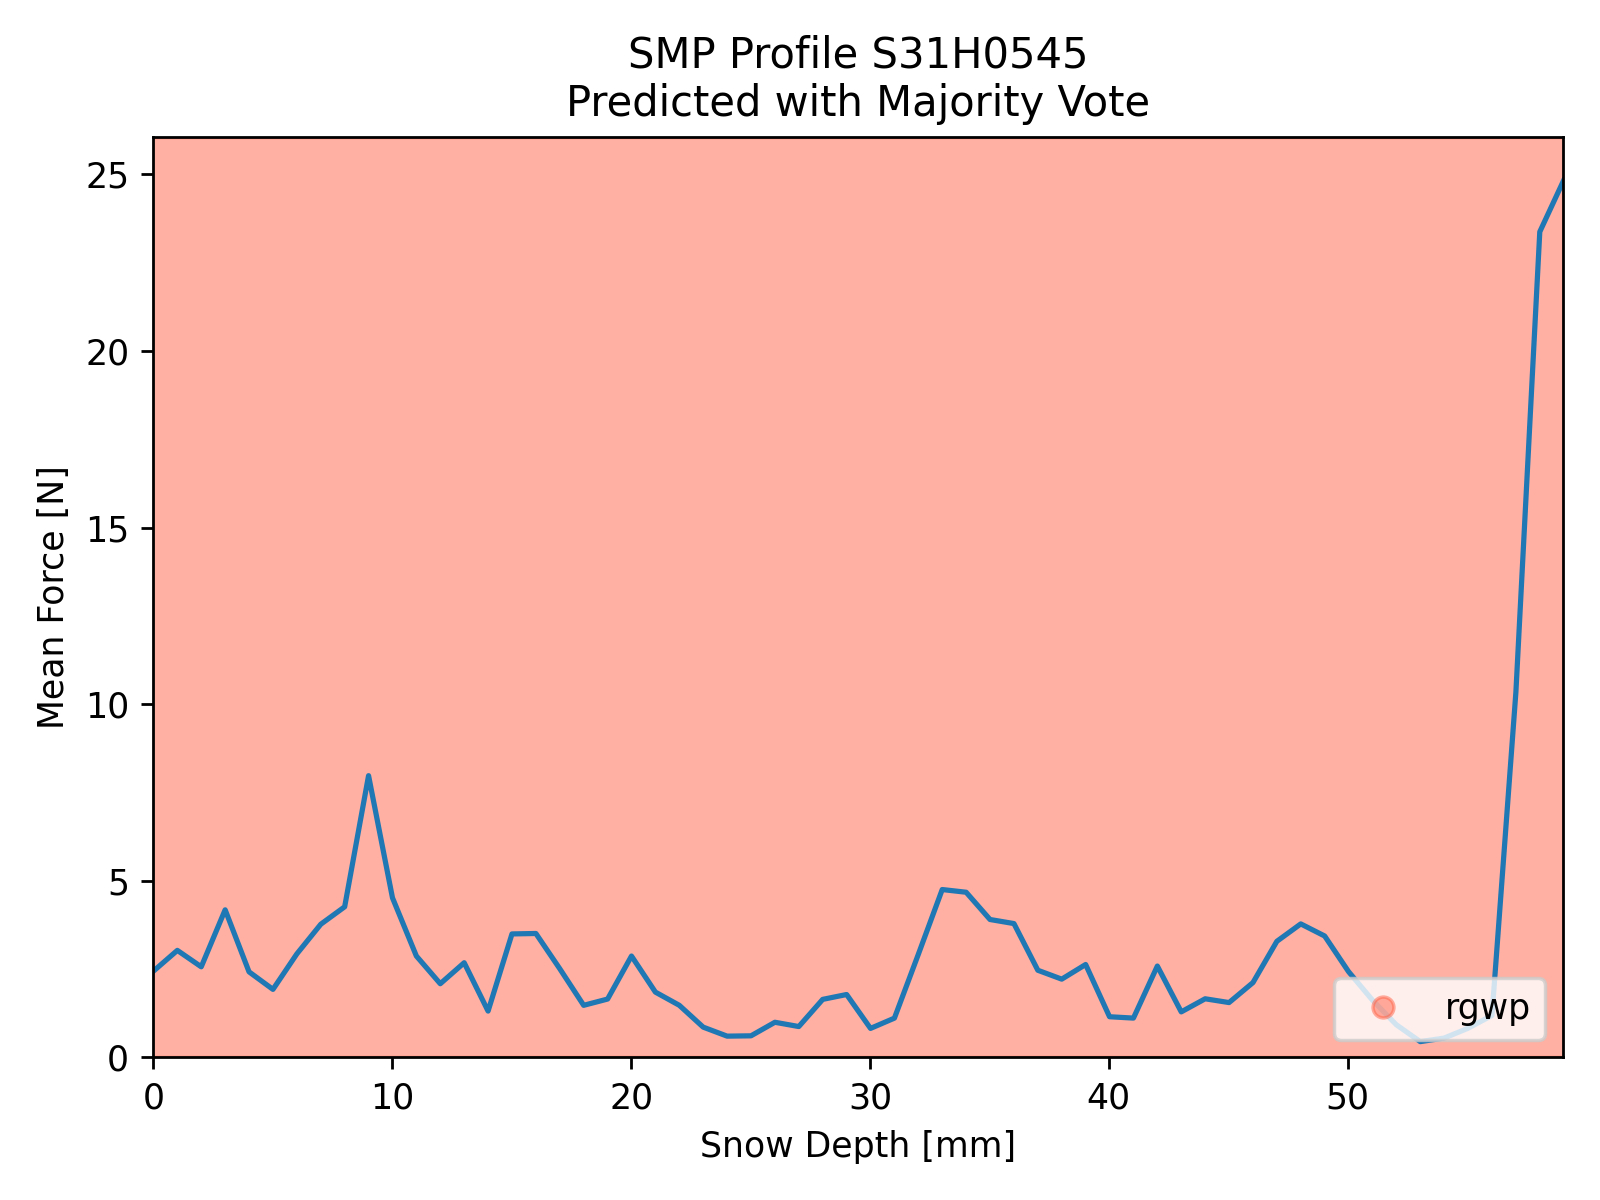 SMP Profile S31H0545
Predicted with Majority Vote
25
20
15
10
5
0
Mean Force [N]
0 10 20 30 40 50
Snow Depth [mm]
rgwp